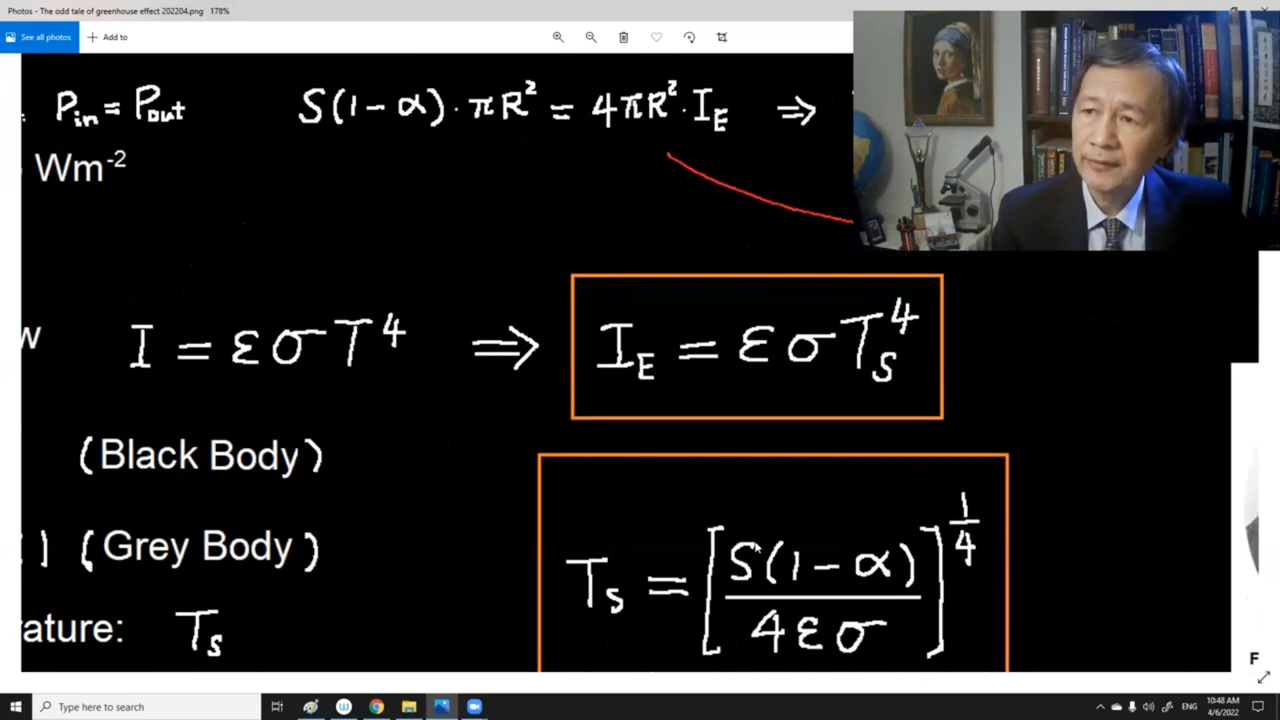 Photos - The odd tale of greenhouse effect 202204.png 178%
See all photos + Add to
: P_in = P_out S(1-α)·πR² = 4πR²·I_E ⇒
Wm⁻²
w I = εσT⁴ ⇒ I_E = εσT_s⁴
(Black Body)
) (Grey Body)
T_s = [S(1-α)/4εσ]^1/4
ature: T_s
F
Type here to search
ENG
10:48 AM
4/6/2022